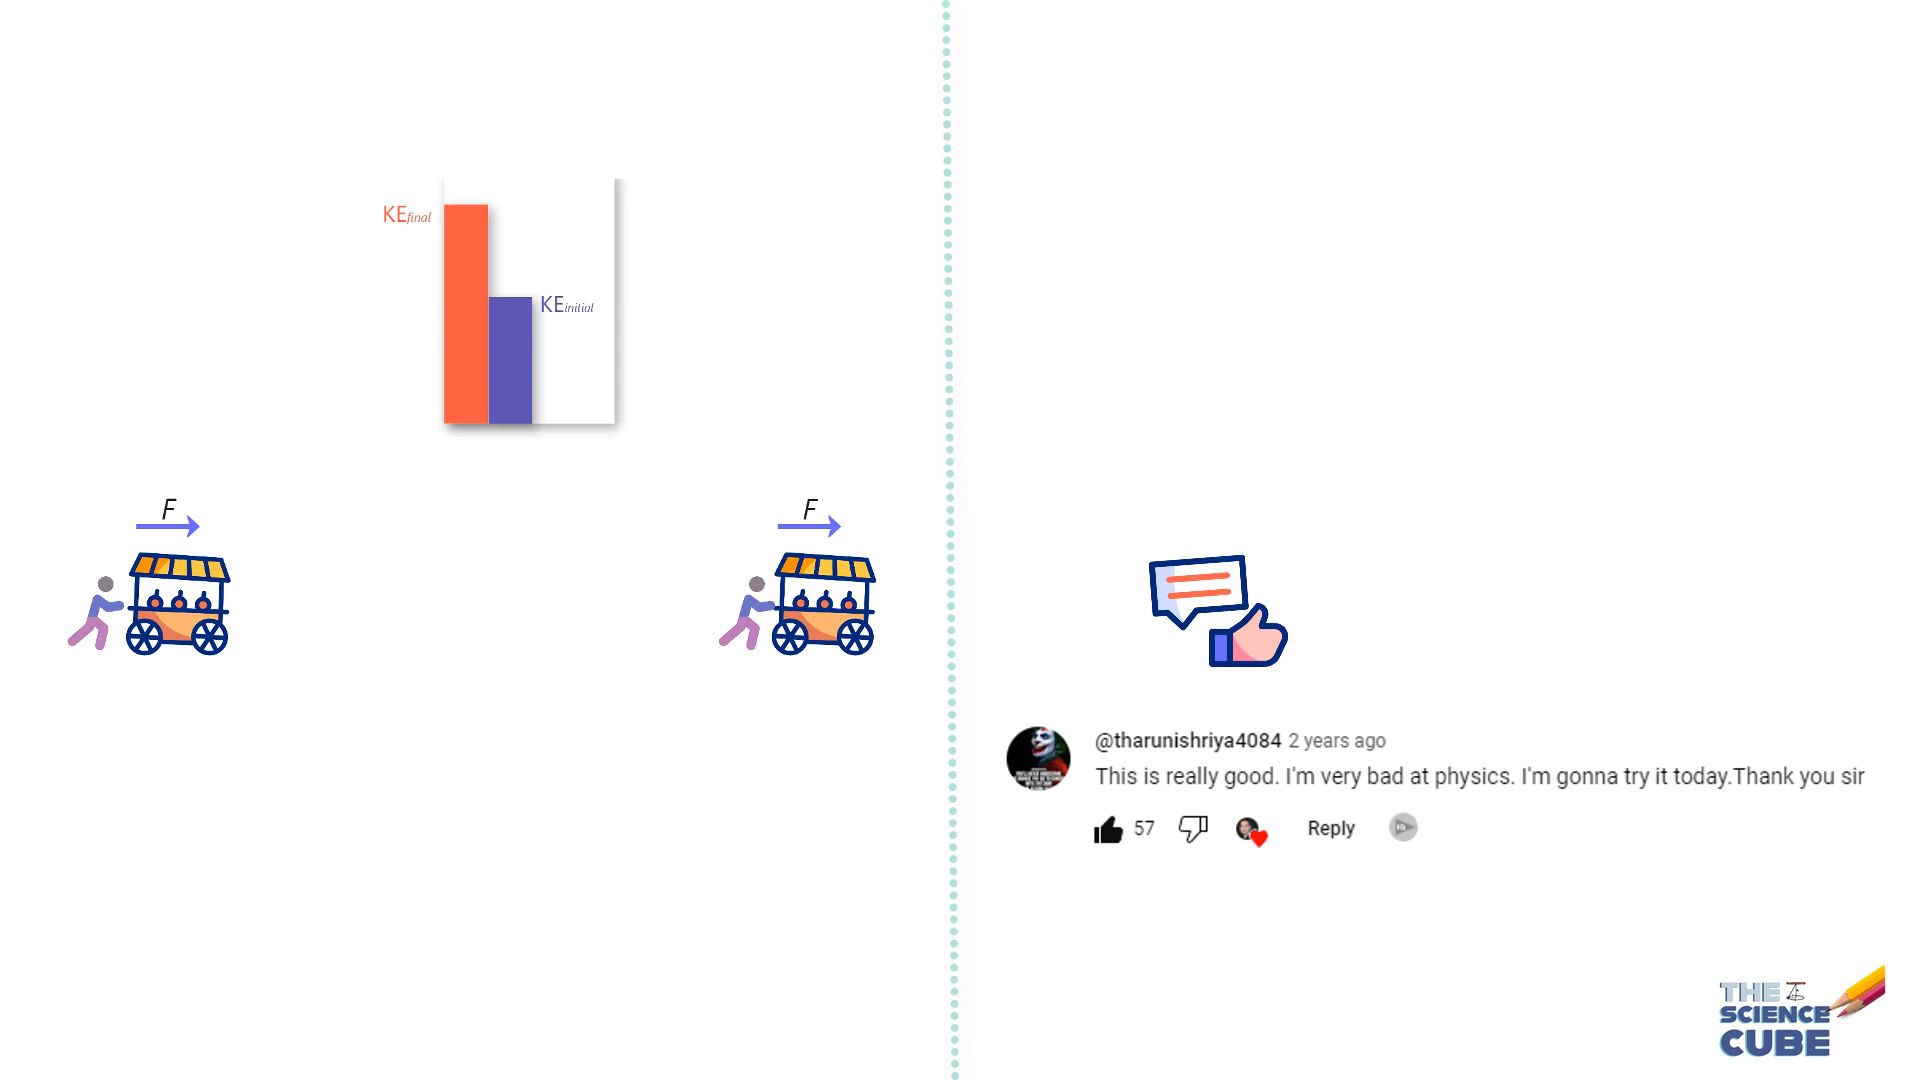 KEfinal
KEinitial
F
F
@tharunishriya4084 2 years ago
This is really good. I'm very bad at physics. I'm gonna try it today.Thank you sir
57
Reply
THE
SCIENCE
CUBE